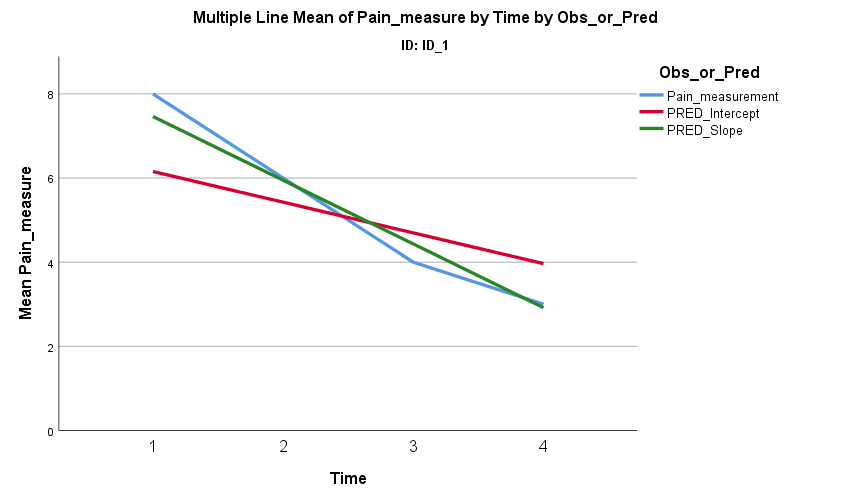 Multiple Line Mean of Pain_measure by Time by Obs_or_Pred
ID: ID_1
Obs_or_Pred
Pain_measurement
PRED_Intercept
PRED_Slope
Mean Pain_measure
8
6
4
2
0
1 2 3 4
Time